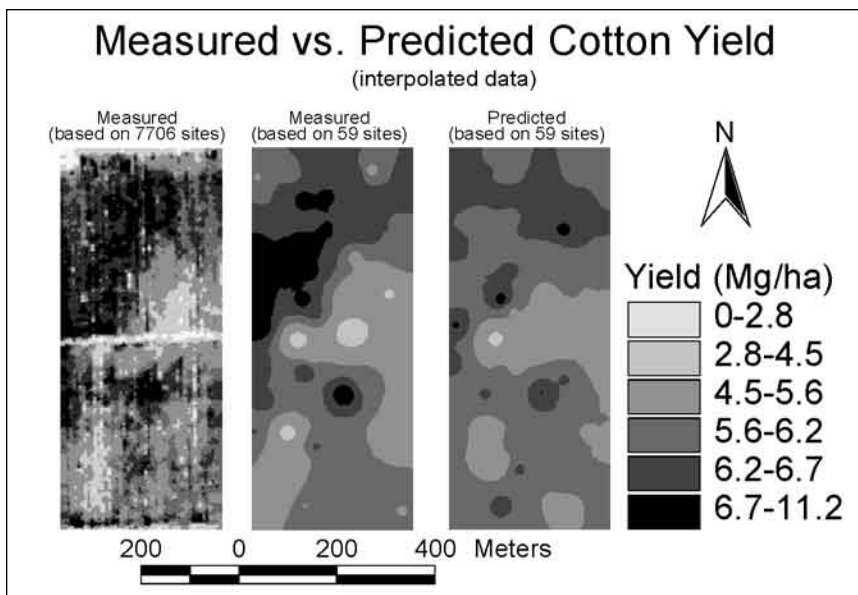 Measured vs. Predicted Cotton Yield
(interpolated data)
Measured
(based on 7706 sites)
Measured
(based on 59 sites)
Predicted
(based on 59 sites)
N
Yield (Mg/ha)
0-2.8
2.8-4.5
4.5-5.6
5.6-6.2
6.2-6.7
6.7-11.2
200 0 200 400 Meters